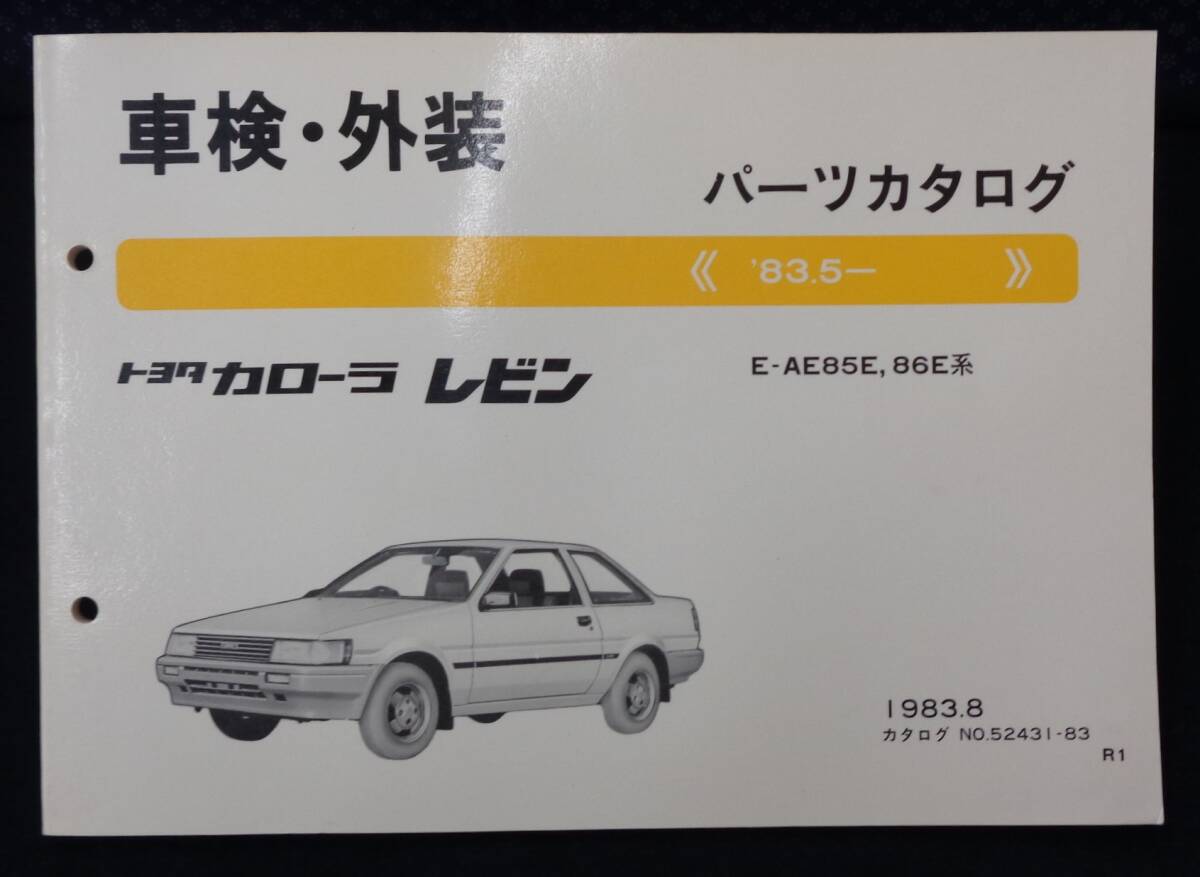 車検・外装
パーツカタログ
《 '83.5― 》
トヨタ カローラ レビン
E-AE85E, 86E系
1983.8
カタログ NO.52431-83
R1